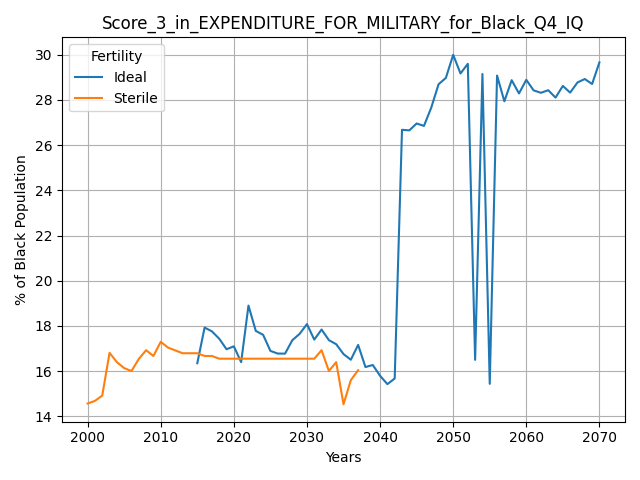 Score_3_in_EXPENDITURE_FOR_MILITARY_for_Black_Q4_IQ
Fertility
Ideal
Sterile
% of Black Population
30
28
26
24
22
20
18
16
14
2000 2010 2020 2030 2040 2050 2060 2070
Years